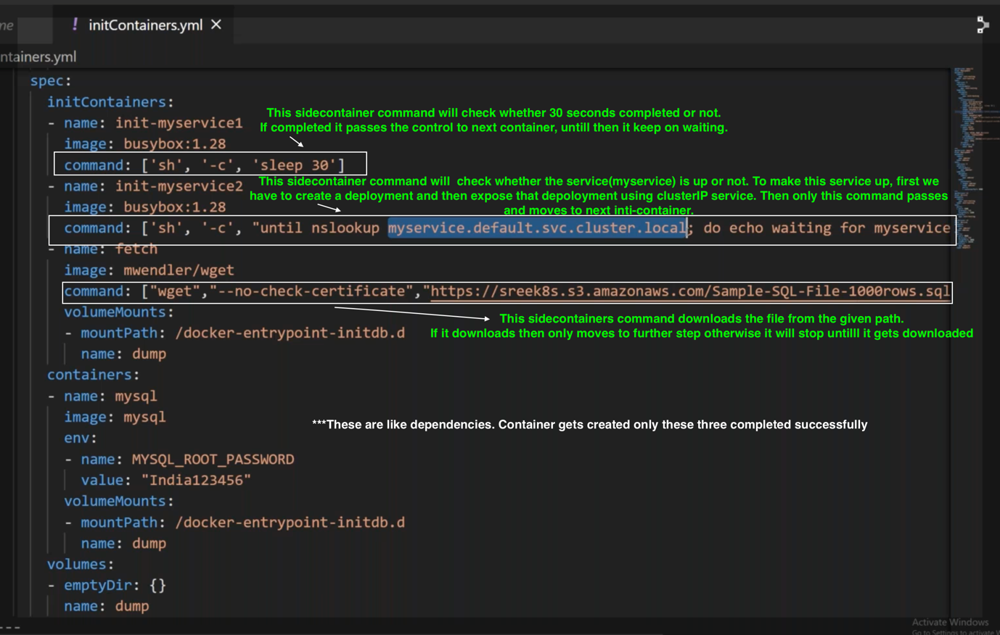 me
! initContainers.yml ×
ntainers.yml
spec:
initContainers:
- name: init-myservice1
This sidecontainer command will check whether 30 seconds completed or not.
If completed it passes the control to next container, untill then it keep on waiting.
image: busybox:1.28
command: ['sh', '-c', 'sleep 30']
- name: init-myservice2
This sidecontainer command will check whether the service(myservice) is up or not. To make this service up, first we
have to create a deployment and then expose that depoloyment using clusterIP service. Then only this command passes
and moves to next inti-container.
image: busybox:1.28
command: ['sh', '-c', "until nslookup myservice.default.svc.cluster.local; do echo waiting for myservice
- name: fetch
image: mwendler/wget
command: ["wget","--no-check-certificate","https://sreek8s.s3.amazonaws.com/Sample-SQL-File-1000rows.sql
volumeMounts:
This sidecontainers command downloads the file from the given path.
- mountPath: /docker-entrypoint-initdb.d
If it downloads then only moves to further step otherwise it will stop untilll it gets downloaded
name: dump
containers:
- name: mysql
image: mysql
***These are like dependencies. Container gets created only these three completed successfully
env:
- name: MYSQL_ROOT_PASSWORD
value: "India123456"
volumeMounts:
- mountPath: /docker-entrypoint-initdb.d
name: dump
volumes:
- emptyDir: {}
name: dump
---
Activate Windows
Go to Settings to activate